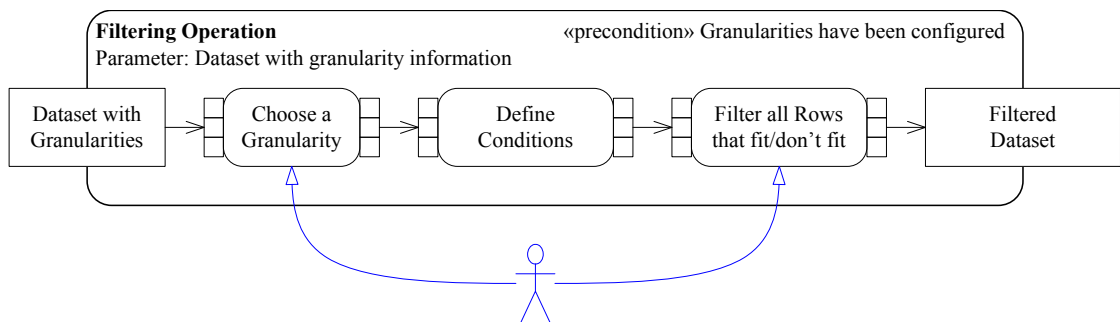 Filtering Operation
«precondition» Granularities have been configured
Parameter: Dataset with granularity information
Dataset with
Granularities
Choose a
Granularity
Define
Conditions
Filter all Rows
that fit/don’t fit
Filtered
Dataset